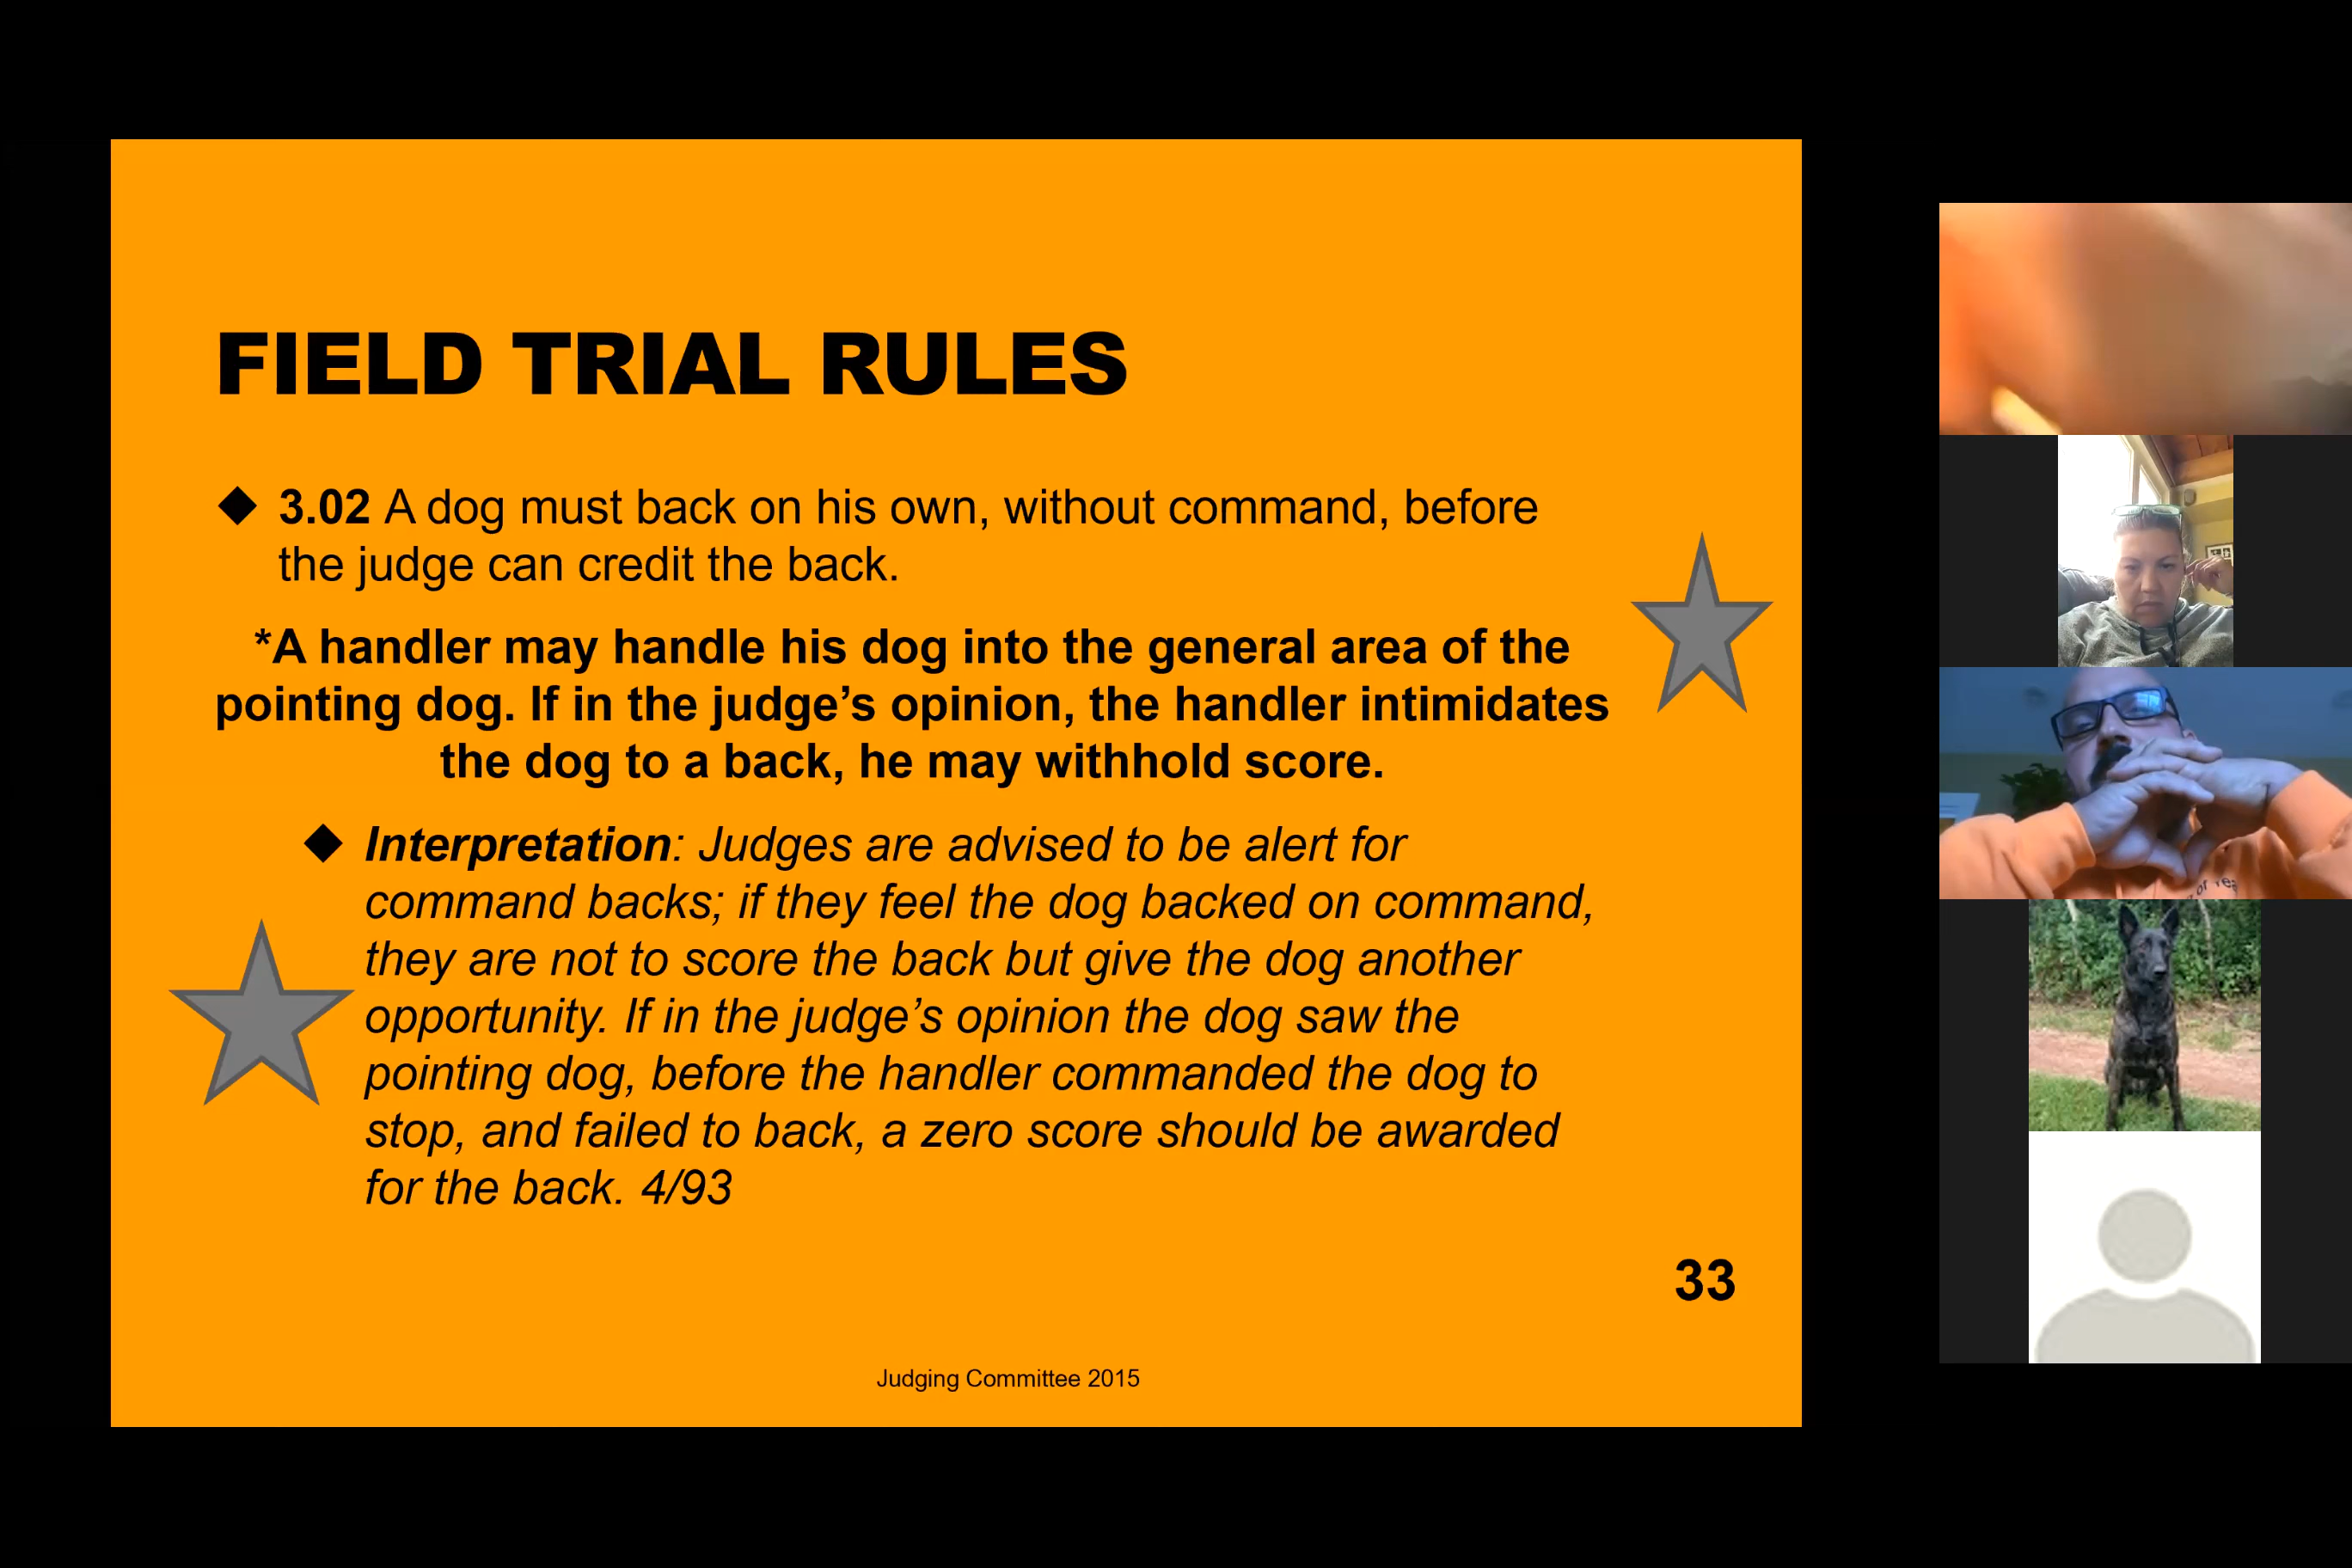 FIELD TRIAL RULES
◆ 3.02 A dog must back on his own, without command, before
the judge can credit the back.
*A handler may handle his dog into the general area of the
pointing dog. If in the judge’s opinion, the handler intimidates
the dog to a back, he may withhold score.
◆ Interpretation: Judges are advised to be alert for
command backs; if they feel the dog backed on command,
they are not to score the back but give the dog another
opportunity. If in the judge’s opinion the dog saw the
pointing dog, before the handler commanded the dog to
stop, and failed to back, a zero score should be awarded
for the back. 4/93
33
Judging Committee 2015